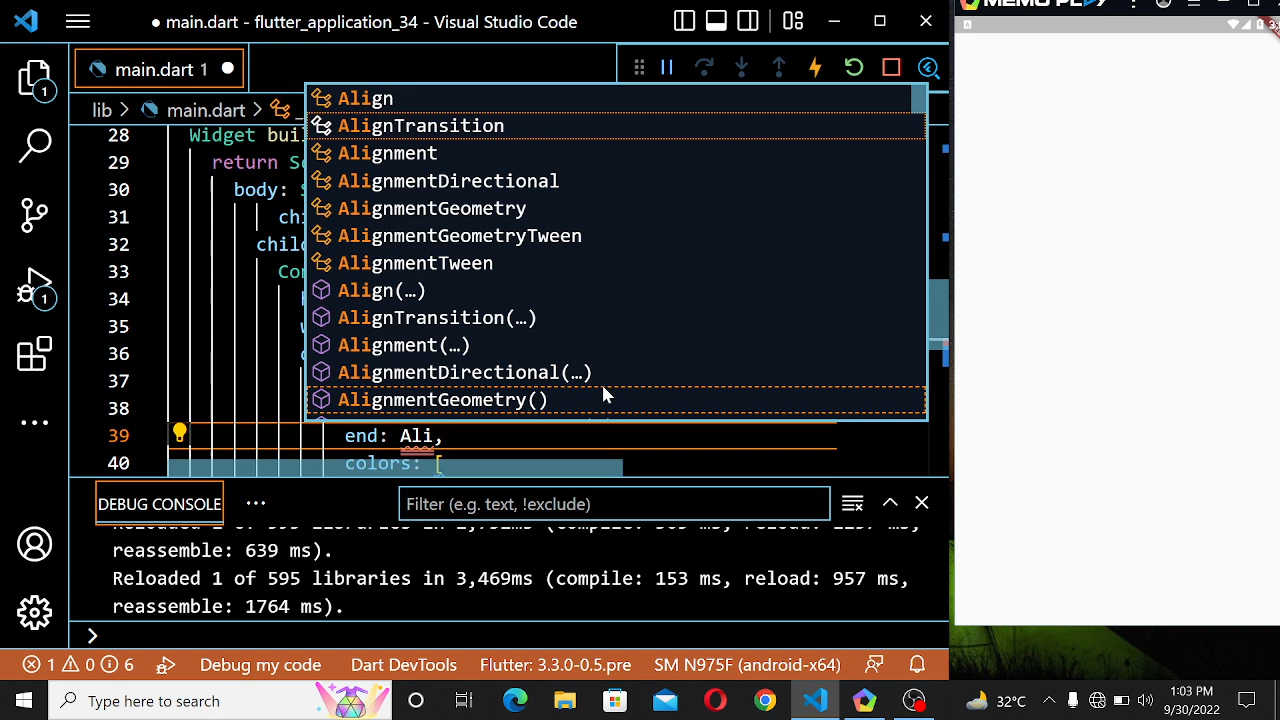 ● main.dart - flutter_application_34 - Visual Studio Code
MEMO PLAY
main.dart 1 ●
lib > main.dart >
28 Widget bui
29 return S
30 body: S
31 chi
32 chil
33 Con
34
35
36
37
38
39 end: Ali,
40 colors: [
Align
AlignTransition
Alignment
AlignmentDirectional
AlignmentGeometry
AlignmentGeometryTween
AlignmentTween
Align(…)
AlignTransition(…)
Alignment(…)
AlignmentDirectional(…)
AlignmentGeometry()
1
1
DEBUG CONSOLE
Filter (e.g. text, !exclude)
reassemble: 639 ms).
Reloaded 1 of 595 libraries in 3,469ms (compile: 153 ms, reload: 957 ms,
reassemble: 1764 ms).
>
1 0 6 Debug my code Dart DevTools Flutter: 3.3.0-0.5.pre SM N975F (android-x64)
Type here to search
32°C
1:03 PM
9/30/2022